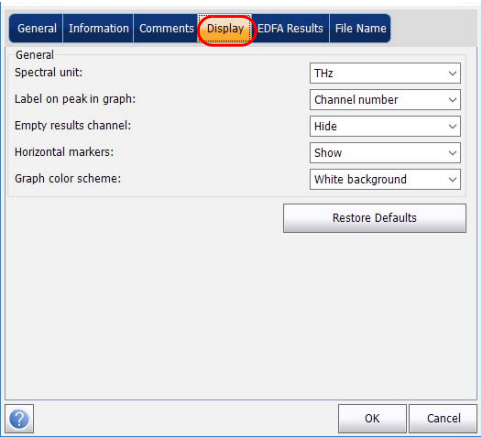 General Information Comments Display EDFA Results File Name
General
Spectral unit: THz
Label on peak in graph: Channel number
Empty results channel: Hide
Horizontal markers: Show
Graph color scheme: White background
Restore Defaults
? OK Cancel